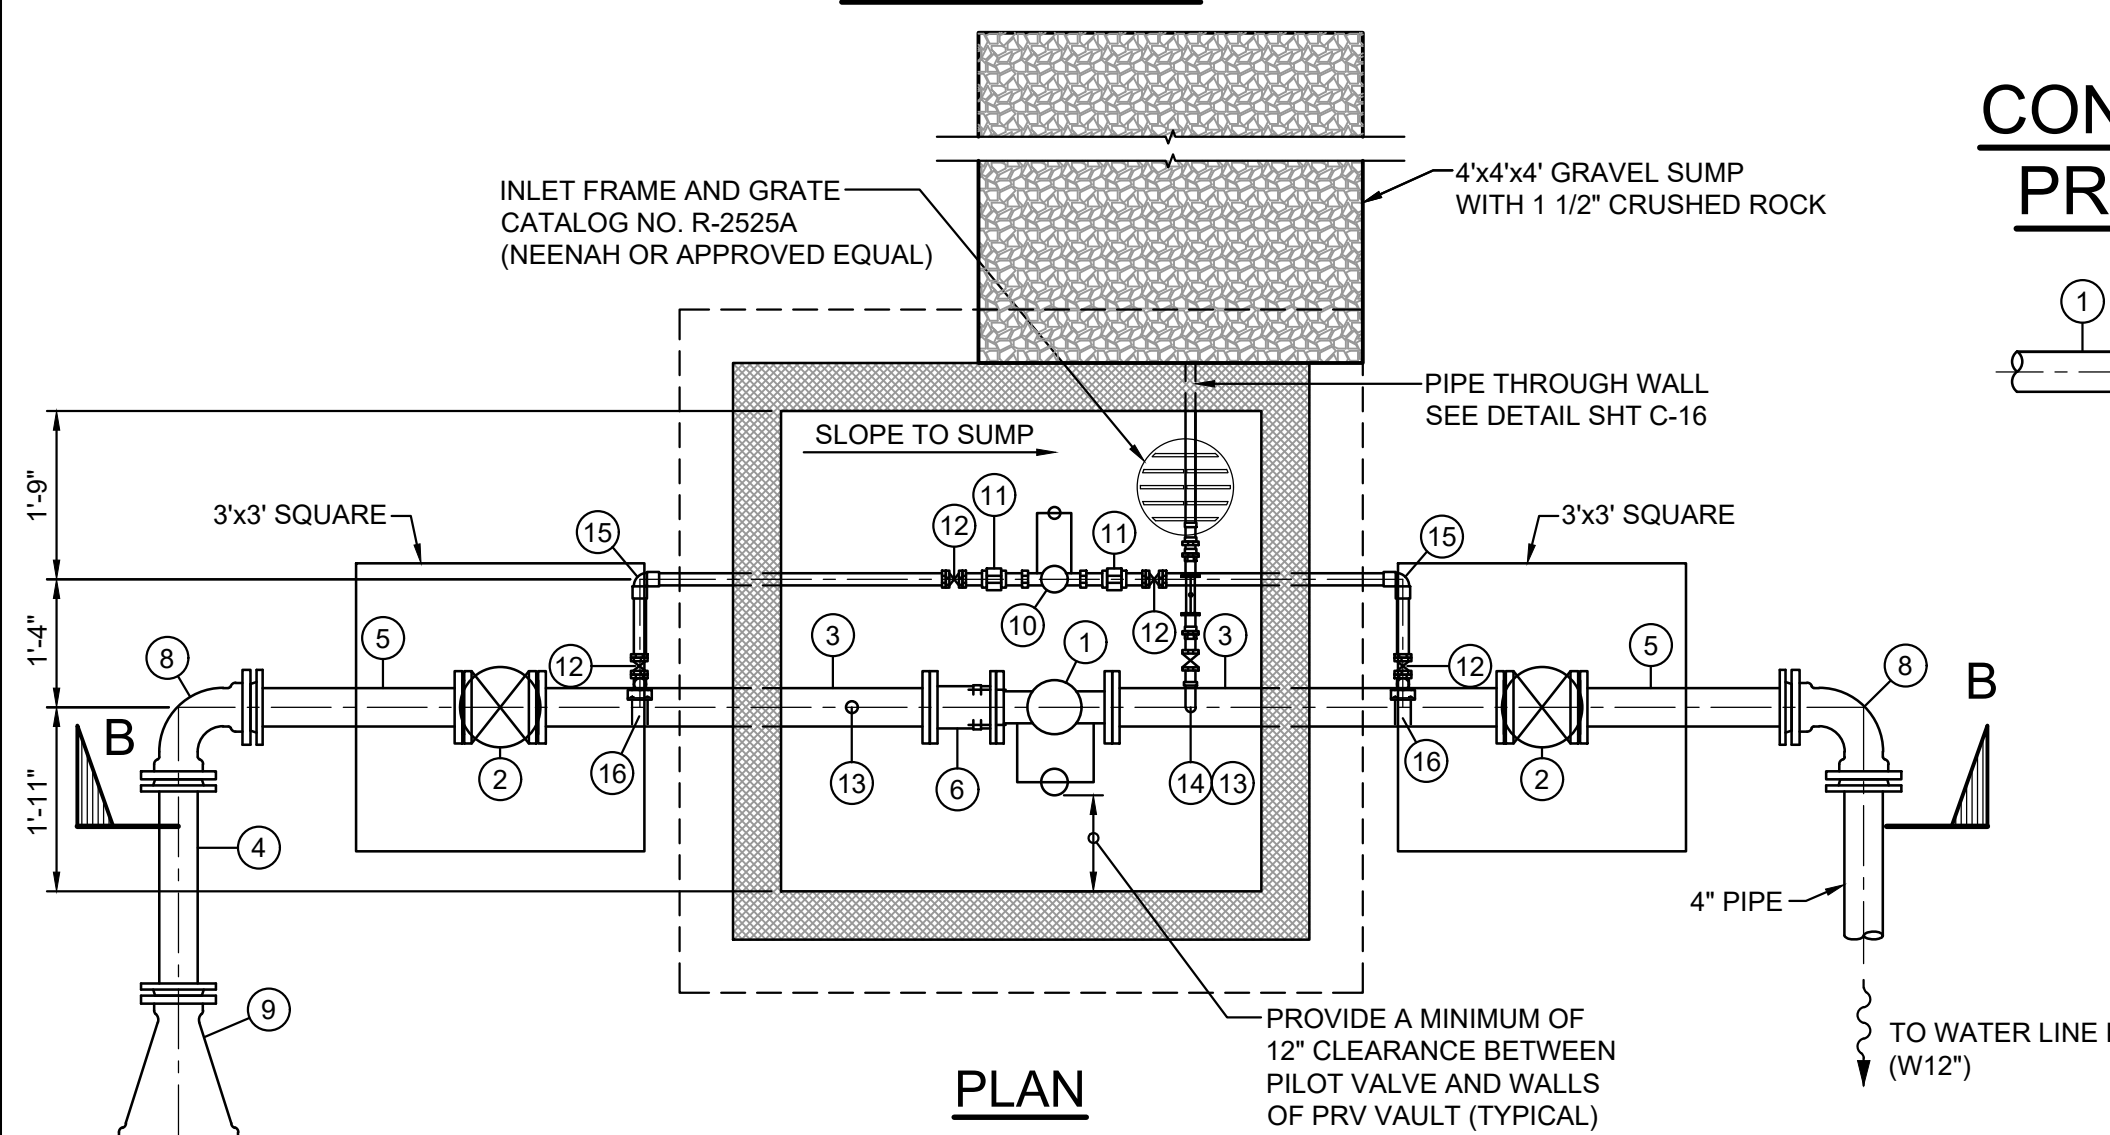 CON
PR
1
INLET FRAME AND GRATE
CATALOG NO. R-2525A
(NEENAH OR APPROVED EQUAL)
4'x4'x4' GRAVEL SUMP
WITH 1 1/2" CRUSHED ROCK
PIPE THROUGH WALL
SEE DETAIL SHT C-16
SLOPE TO SUMP
1'-9"
1'-4"
1'-11"
3'x3' SQUARE
3'x3' SQUARE
15
12
11
11
15
10
12
5
3
1
3
5
8
12
12
8
B
B
2
16
13
6
14
13
16
2
4
9
4" PIPE
PROVIDE A MINIMUM OF
12" CLEARANCE BETWEEN
PILOT VALVE AND WALLS
OF PRV VAULT (TYPICAL)
TO WATER LINE
(W12")
PLAN